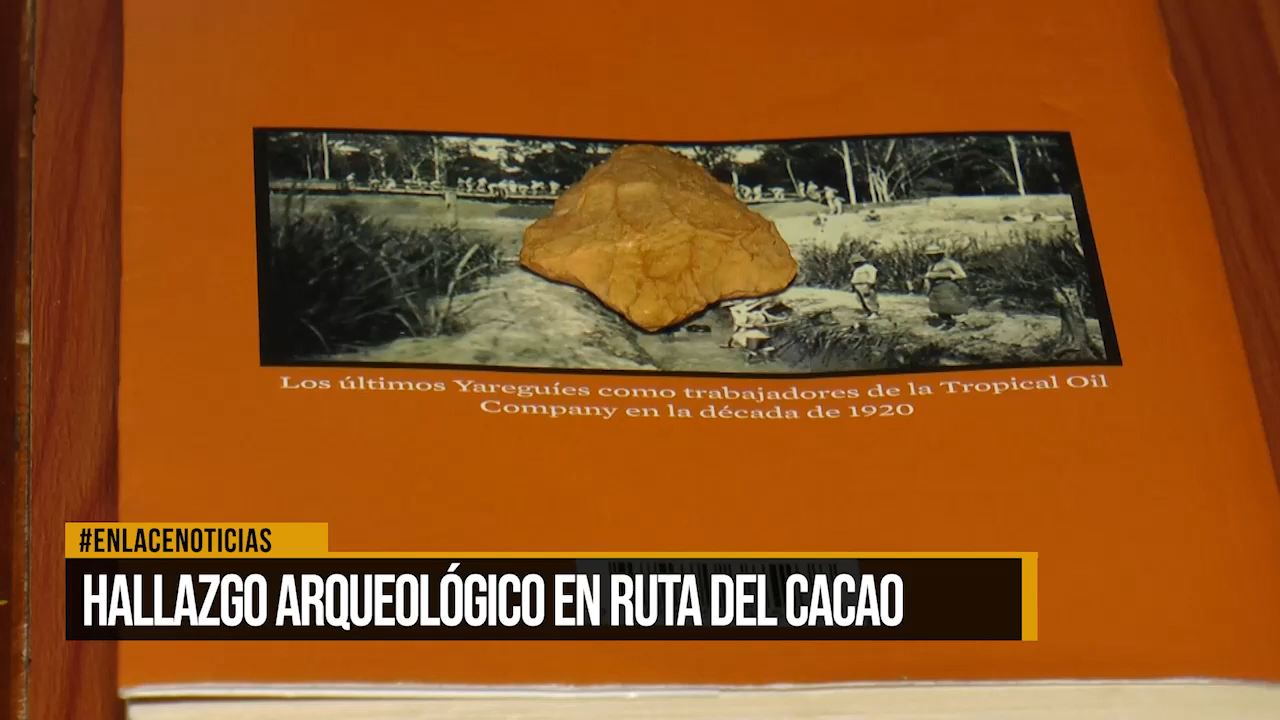 Los últimos Yareguíes como trabajadores de la Tropical Oil
Company en la década de 1920
#ENLACENOTICIAS
HALLAZGO ARQUEOLÓGICO EN RUTA DEL CACAO